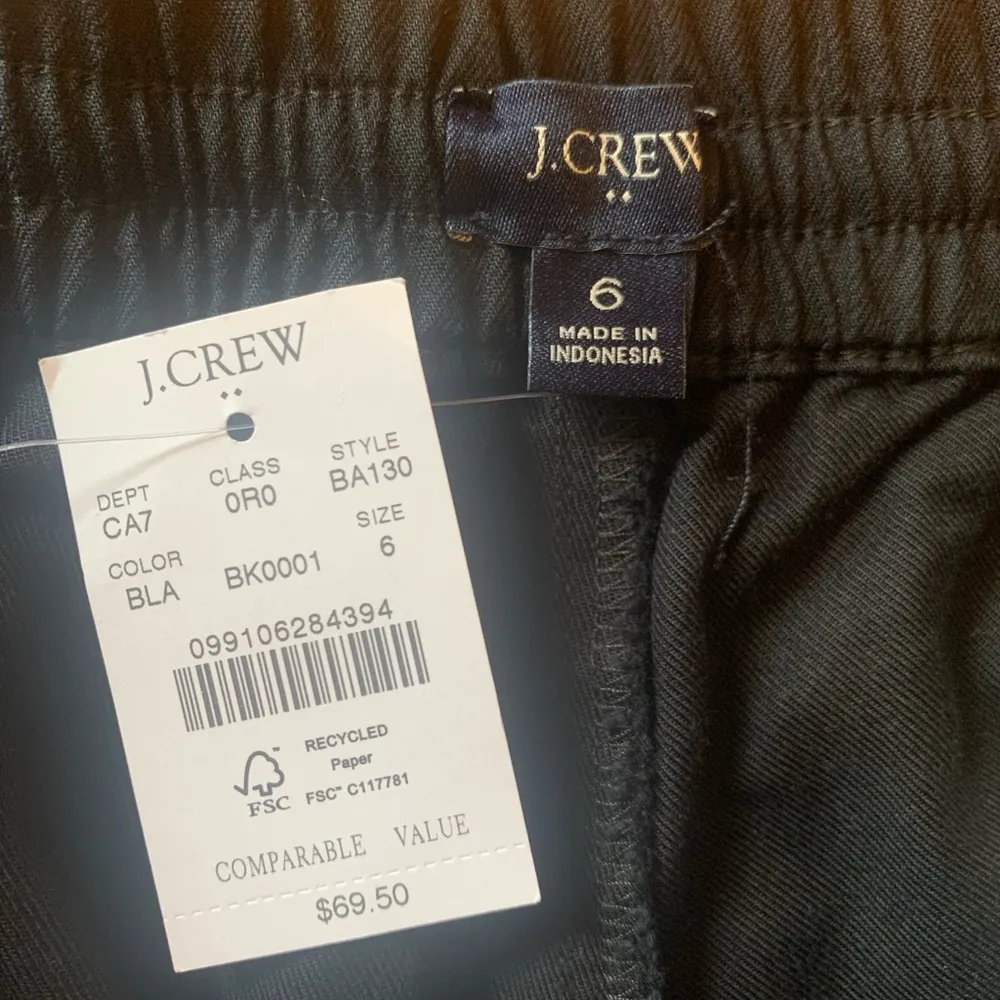 J.CREW
6
MADE IN
INDONESIA
J.CREW
DEPT CLASS STYLE
CA7 0R0 BA130
COLOR SIZE
BLA BK0001 6
099106284394
RECYCLED
Paper
FSC™ C117781
FSC
COMPARABLE VALUE
$69.50